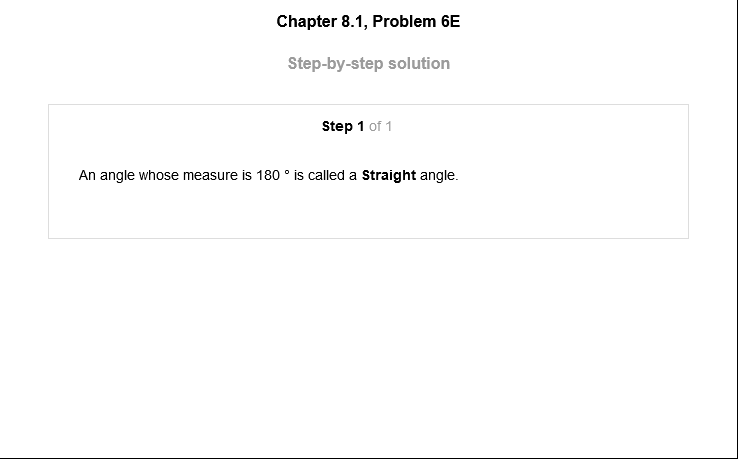 Chapter 8.1, Problem 6E
Step-by-step solution
Step 1 of 1
An angle whose measure is 180 ° is called a Straight angle.